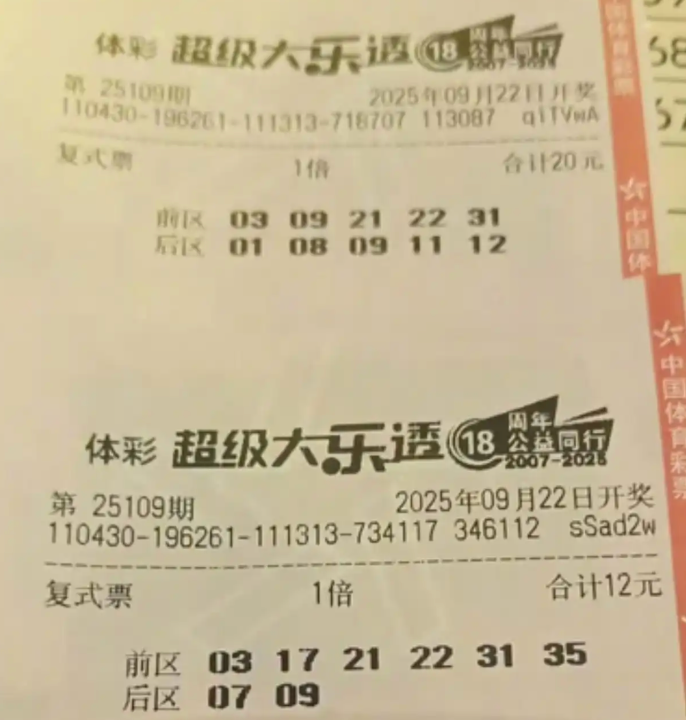 体彩 超级大乐透 18 周年 公益同行 2007-2025
第 25109期 2025年09月22日开奖
110430-196261-111313-718707 113087 qiTVwA
复式票 1倍 合计20元
前区 03 09 21 22 31
后区 01 08 09 11 12
体彩 超级大乐透 18 周年 公益同行 2007-2025
第 25109期 2025年09月22日开奖
110430-196261-111313-734117 346112 sSad2w
复式票 1倍 合计12元
前区 03 17 21 22 31 35
后区 07 09
国体育彩票
中国体
中国体育彩票
68
67